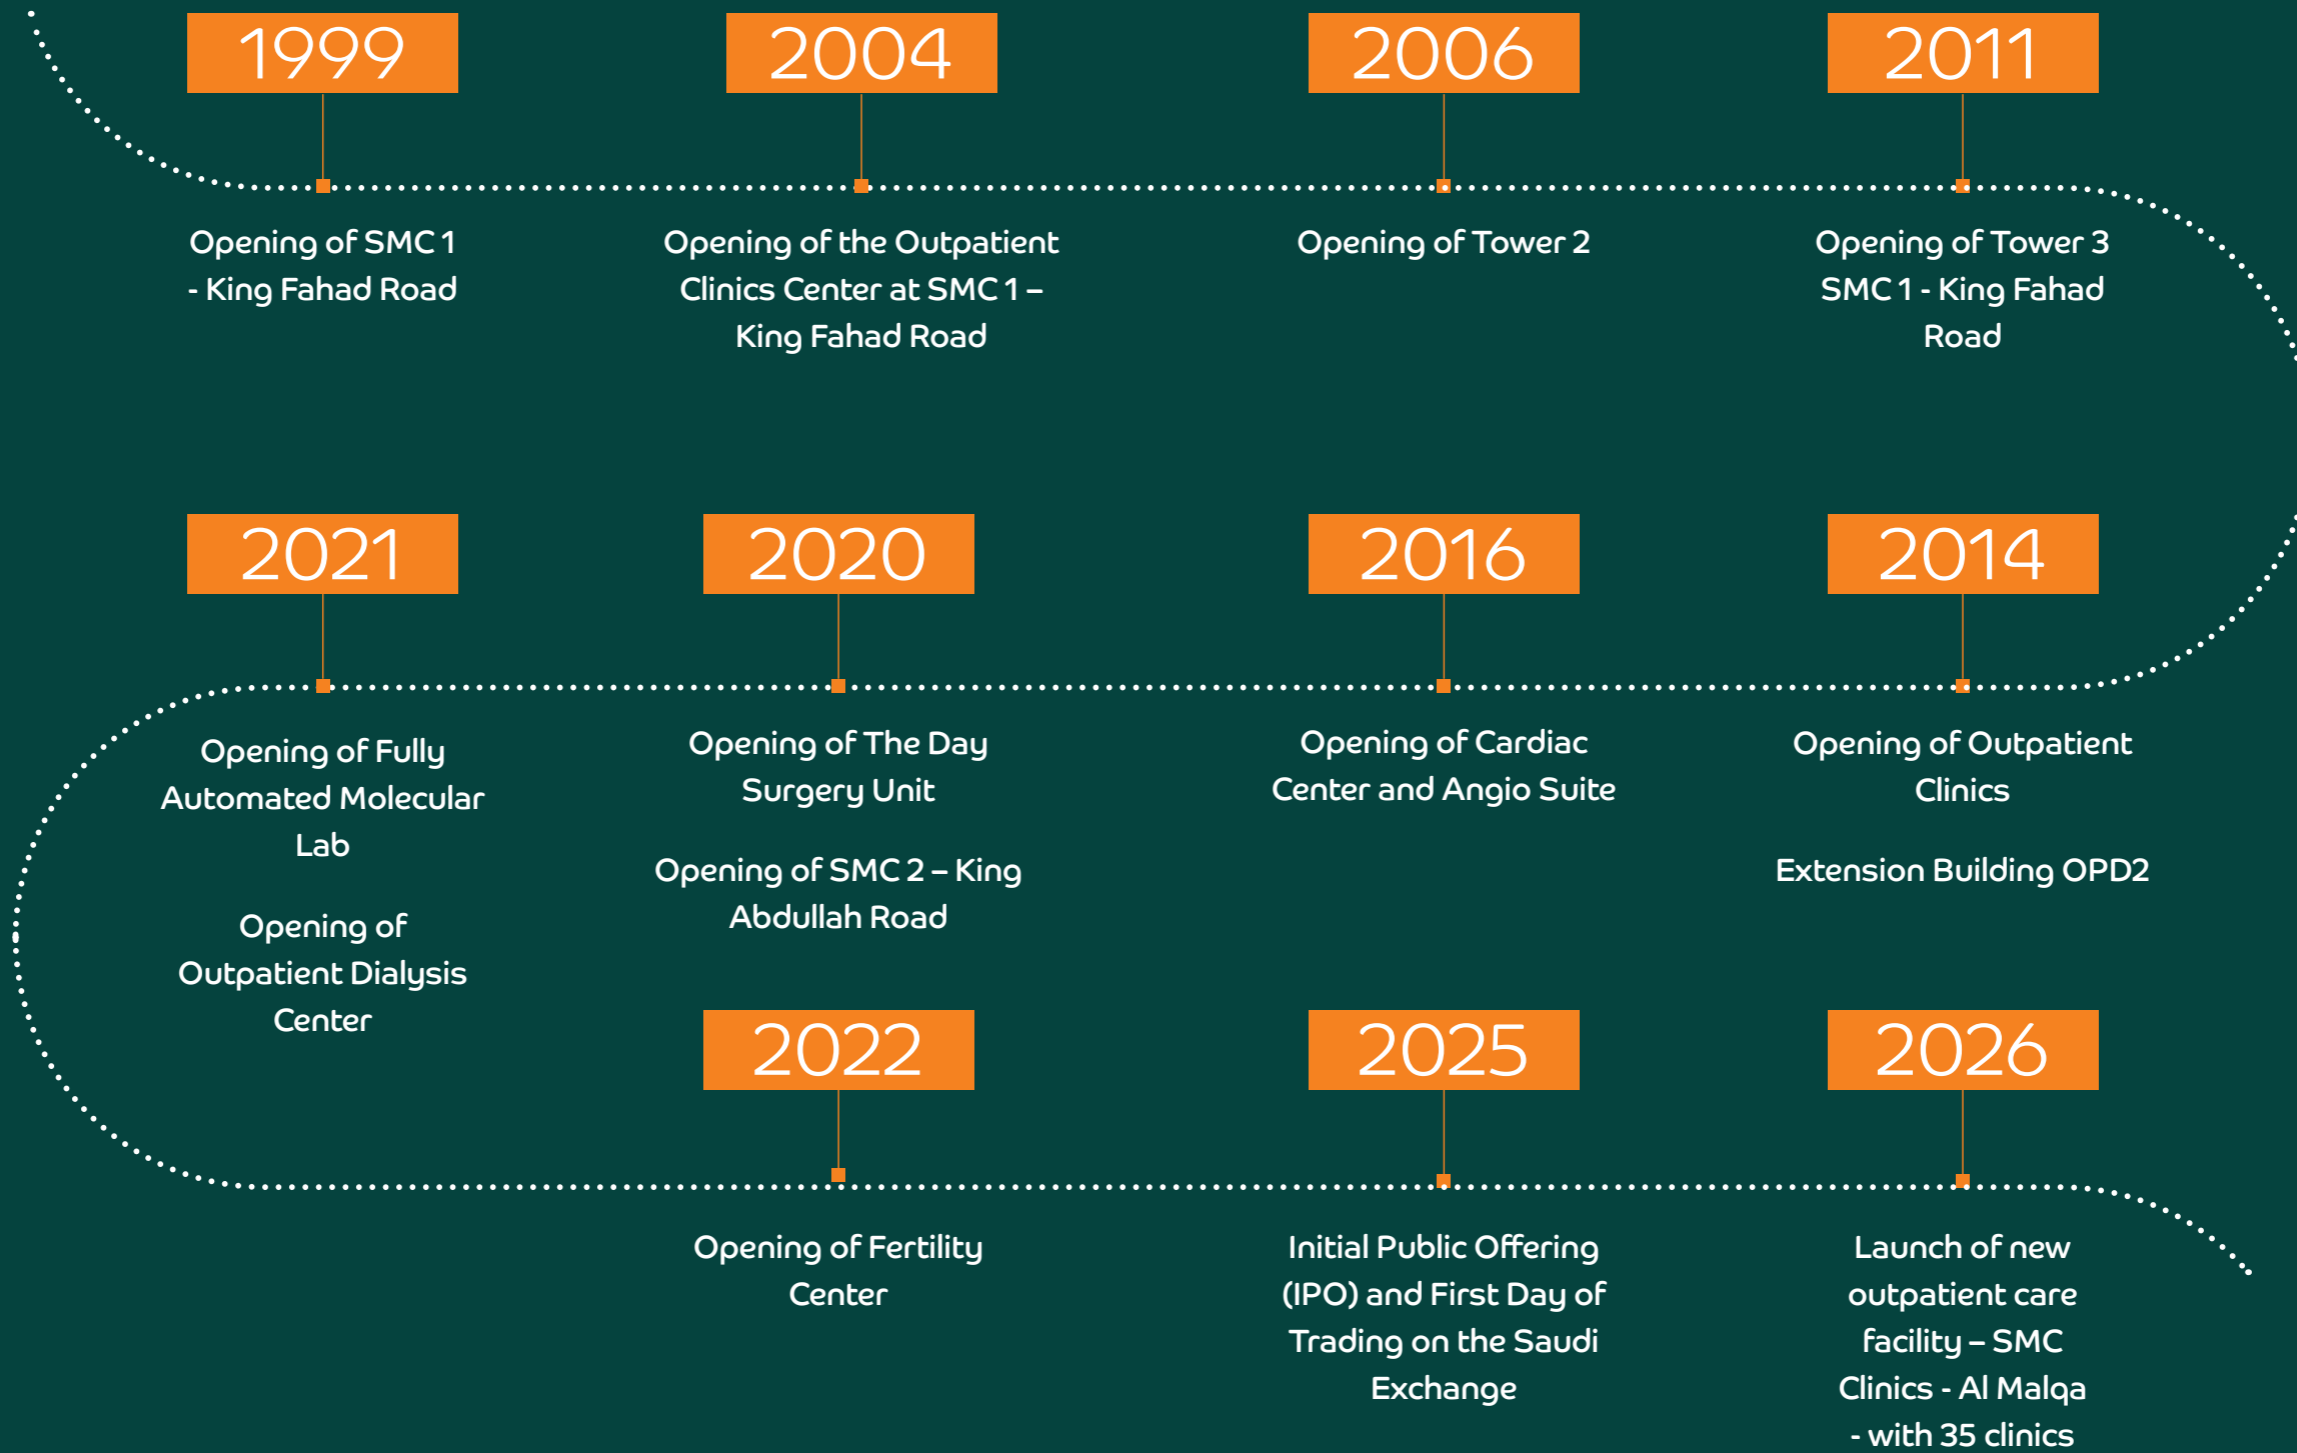 1999
Opening of SMC 1
- King Fahad Road
2004
Opening of the Outpatient
Clinics Center at SMC 1 –
King Fahad Road
2006
Opening of Tower 2
2011
Opening of Tower 3
SMC 1 - King Fahad
Road
2014
Opening of Outpatient
Clinics
Extension Building OPD2
2016
Opening of Cardiac
Center and Angio Suite
2020
Opening of The Day
Surgery Unit
Opening of SMC 2 – King
Abdullah Road
2021
Opening of Fully
Automated Molecular
Lab
Opening of
Outpatient Dialysis
Center
2022
Opening of Fertility
Center
2025
Initial Public Offering
(IPO) and First Day of
Trading on the Saudi
Exchange
2026
Launch of new
outpatient care
facility – SMC
Clinics - Al Malqa
- with 35 clinics